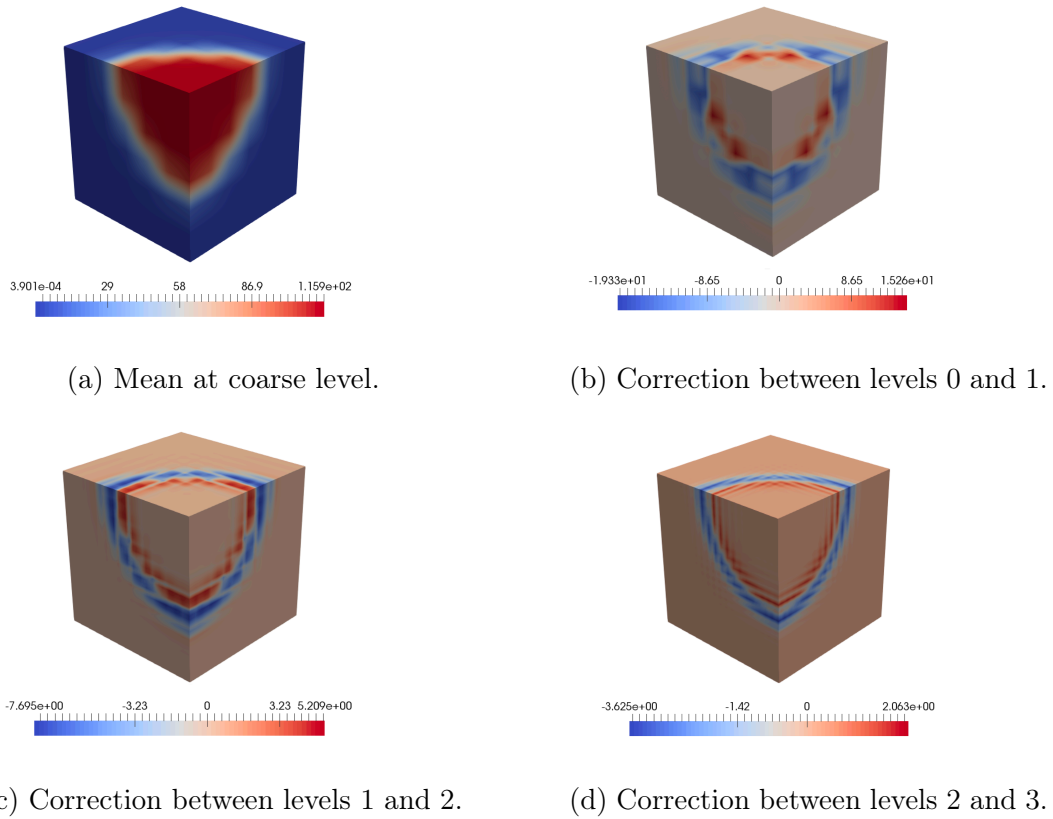 3.901e-04 29 58 86.9 1.159e+02
-1.933e+01 -8.65 0 8.65 1.526e+01
(a) Mean at coarse level.
(b) Correction between levels 0 and 1.
-7.695e+00 -3.23 0 3.23 5.209e+00
-3.625e+00 -1.42 0 2.063e+00
c) Correction between levels 1 and 2.
(d) Correction between levels 2 and 3.